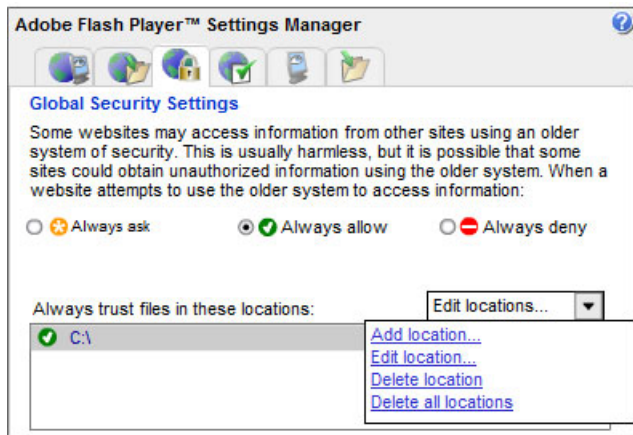 Adobe Flash Player™ Settings Manager
Global Security Settings
Some websites may access information from other sites using an older
system of security. This is usually harmless, but it is possible that some
sites could obtain unauthorized information using the older system. When a
website attempts to use the older system to access information:
Always ask Always allow Always deny
Always trust files in these locations: Edit locations...
C:\
Add location...
Edit location...
Delete location
Delete all locations